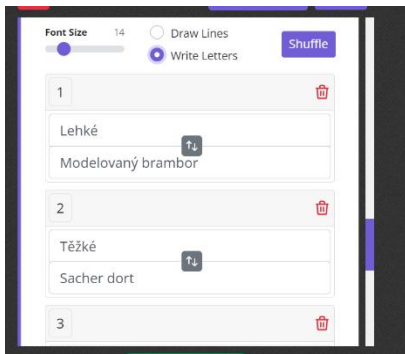 Font Size 14
Draw Lines
Write Letters
Shuffle
1
Lehké
Modelovaný brambor
2
Těžké
Sacher dort
3